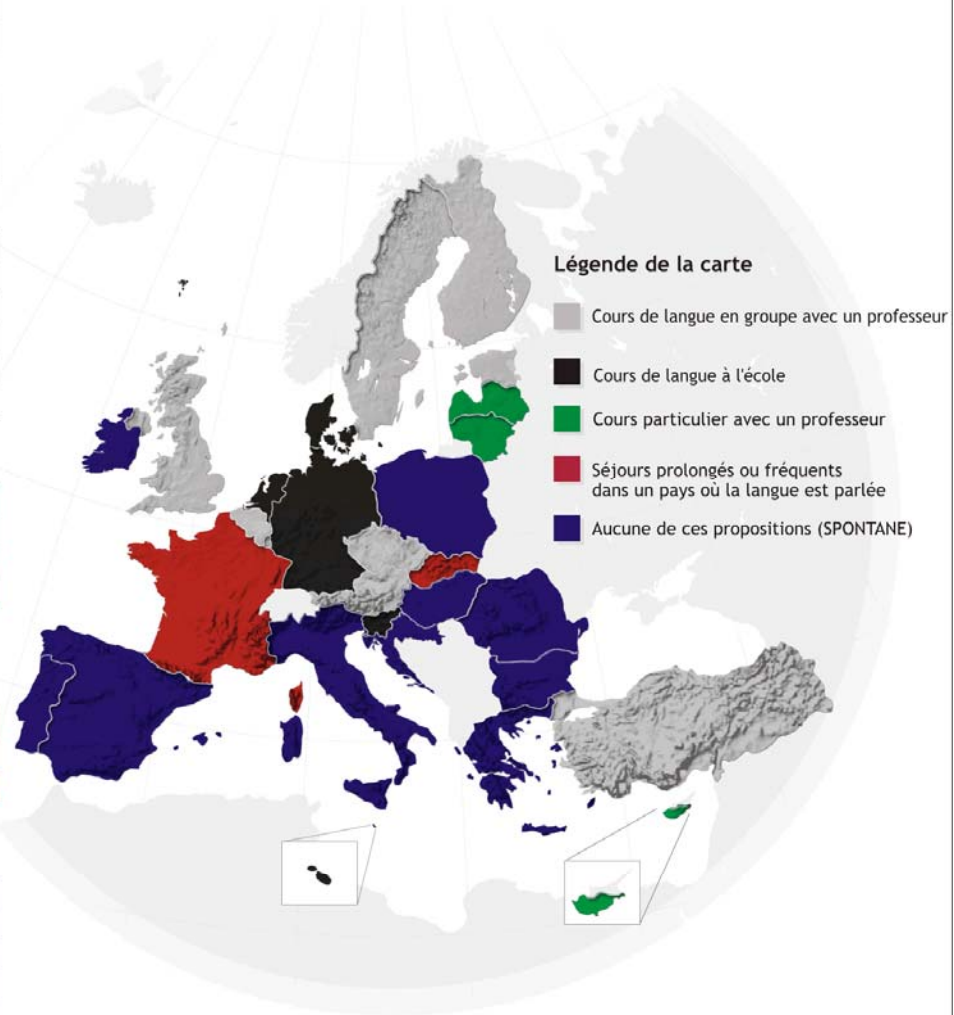 Légende de la carte
Cours de langue en groupe avec un professeur
Cours de langue à l'école
Cours particulier avec un professeur
Séjours prolongés ou fréquents
dans un pays où la langue est parlée
Aucune de ces propositions (SPONTANE)